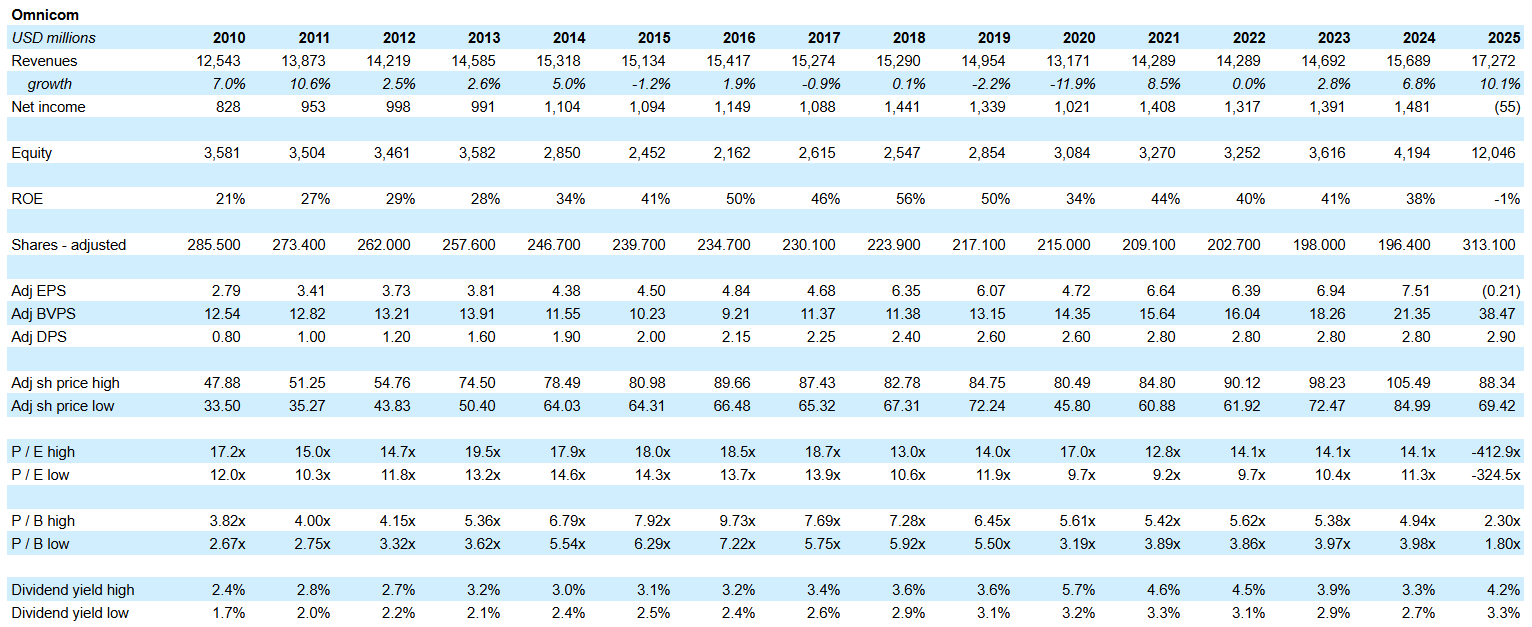 Omnicom
USD millions 2010 2011 2012 2013 2014 2015 2016 2017 2018 2019 2020 2021 2022 2023 2024 2025
Revenues 12,543 13,873 14,219 14,585 15,318 15,134 15,417 15,274 15,290 14,954 13,171 14,289 14,289 14,692 15,689 17,272
growth 7.0% 10.6% 2.5% 2.6% 5.0% -1.2% 1.9% -0.9% 0.1% -2.2% -11.9% 8.5% 0.0% 2.8% 6.8% 10.1%
Net income 828 953 998 991 1,104 1,094 1,149 1,088 1,441 1,339 1,021 1,408 1,317 1,391 1,481 (55)
Equity 3,581 3,504 3,461 3,582 2,850 2,452 2,162 2,615 2,547 2,854 3,084 3,270 3,252 3,616 4,194 12,046
ROE 21% 27% 29% 28% 34% 41% 50% 46% 56% 50% 34% 44% 40% 41% 38% -1%
Shares - adjusted 285.500 273.400 262.000 257.600 246.700 239.700 234.700 230.100 223.900 217.100 215.000 209.100 202.700 198.000 196.400 313.100
Adj EPS 2.79 3.41 3.73 3.81 4.38 4.50 4.84 4.68 6.35 6.07 4.72 6.64 6.39 6.94 7.51 (0.21)
Adj BVPS 12.54 12.82 13.21 13.91 11.55 10.23 9.21 11.37 11.38 13.15 14.35 15.64 16.04 18.26 21.35 38.47
Adj DPS 0.80 1.00 1.20 1.60 1.90 2.00 2.15 2.25 2.40 2.60 2.60 2.80 2.80 2.80 2.80 2.90
Adj sh price high 47.88 51.25 54.76 74.50 78.49 80.98 89.66 87.43 82.78 84.75 80.49 84.80 90.12 98.23 105.49 88.34
Adj sh price low 33.50 35.27 43.83 50.40 64.03 64.31 66.48 65.32 67.31 72.24 45.80 60.88 61.92 72.47 84.99 69.42
P / E high 17.2x 15.0x 14.7x 19.5x 17.9x 18.0x 18.5x 18.7x 13.0x 14.0x 17.0x 12.8x 14.1x 14.1x 14.1x -412.9x
P / E low 12.0x 10.3x 11.8x 13.2x 14.6x 14.3x 13.7x 13.9x 10.6x 11.9x 9.7x 9.2x 9.7x 10.4x 11.3x -324.5x
P / B high 3.82x 4.00x 4.15x 5.36x 6.79x 7.92x 9.73x 7.69x 7.28x 6.45x 5.61x 5.42x 5.62x 5.38x 4.94x 2.30x
P / B low 2.67x 2.75x 3.32x 3.62x 5.54x 6.29x 7.22x 5.75x 5.92x 5.50x 3.19x 3.89x 3.86x 3.97x 3.98x 1.80x
Dividend yield high 2.4% 2.8% 2.7% 3.2% 3.0% 3.1% 3.2% 3.4% 3.6% 3.6% 5.7% 4.6% 4.5% 3.9% 3.3% 4.2%
Dividend yield low 1.7% 2.0% 2.2% 2.1% 2.4% 2.5% 2.4% 2.6% 2.9% 3.1% 3.2% 3.3% 3.1% 2.9% 2.7% 3.3%